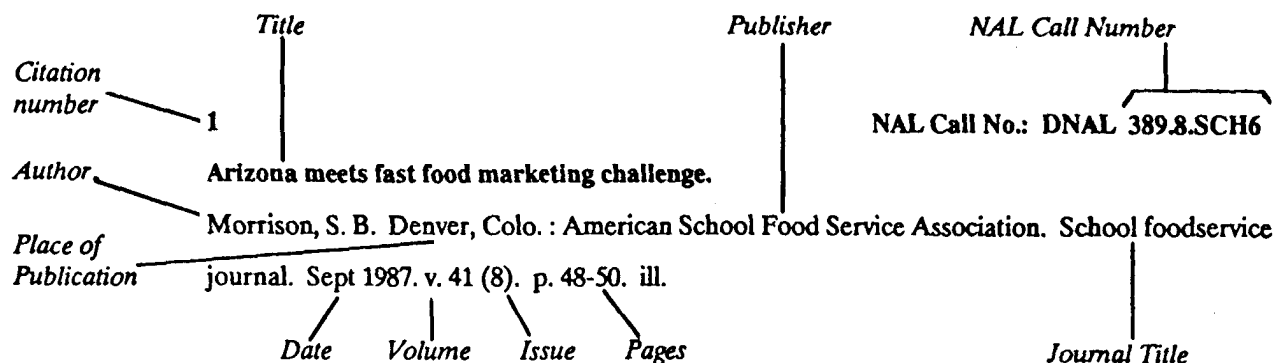 Title Publisher NAL Call Number
Citation
number
1 NAL Call No.: DNAL 389.8.SCH6
Author Arizona meets fast food marketing challenge.
Morrison, S. B. Denver, Colo. : American School Food Service Association. School foodservice
Place of
Publication journal. Sept 1987. v. 41 (8). p. 48-50. ill.
Date Volume Issue Pages Journal Title